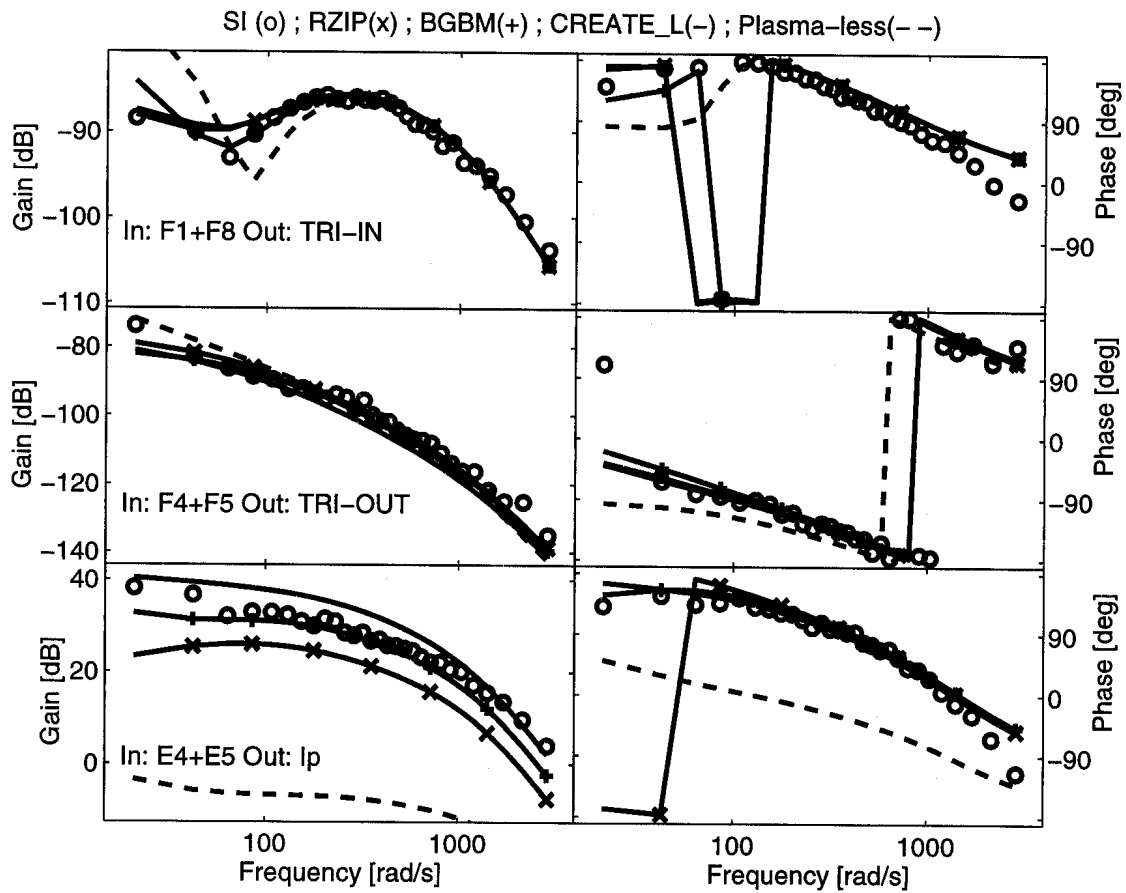 SI (o) ; RZIP(x) ; BGBM(+) ; CREATE_L(−) ; Plasma−less(− −)
Gain [dB]
−90
−100
−110
In: F1+F8 Out: TRI−IN
90
0
−90
Phase [deg]
Gain [dB]
−80
−100
−120
−140
In: F4+F5 Out: TRI−OUT
90
0
−90
Phase [deg]
Gain [dB]
40
20
0
In: E4+E5 Out: Ip
90
0
−90
Phase [deg]
100 1000
Frequency [rad/s]
100 1000
Frequency [rad/s]